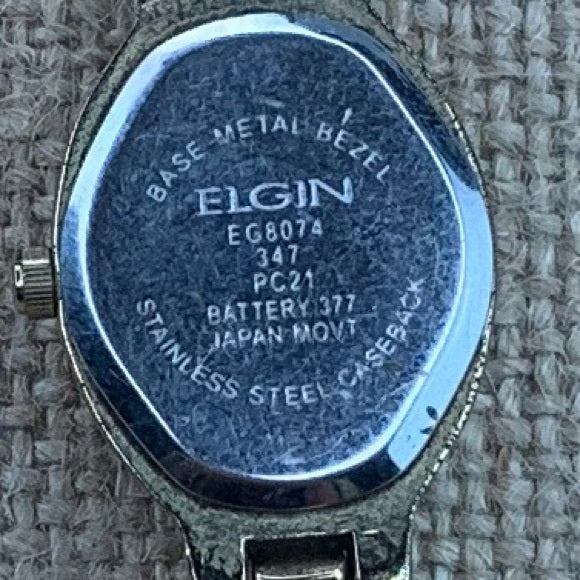 BASE METAL BEZEL
ELGIN
EG8074
347
PC21
BATTERY 377
JAPAN MOVT
STAINLESS STEEL CASEBACK